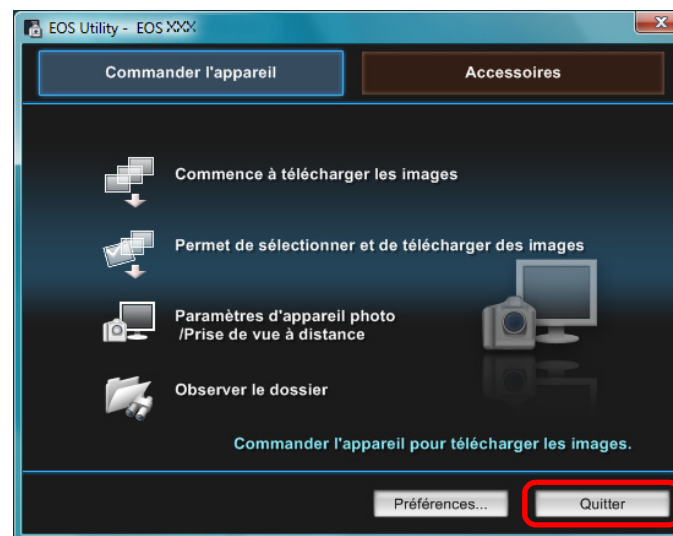 EOS Utility - EOS XXX
Commander l'appareil
Accessoires
Commence à télécharger les images
Permet de sélectionner et de télécharger des images
Paramètres d'appareil photo
/Prise de vue à distance
Observer le dossier
Commander l'appareil pour télécharger les images.
Préférences...
Quitter